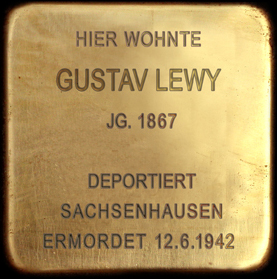 HIER WOHNTE
GUSTAV LEWY
JG. 1867
DEPORTIERT
SACHSENHAUSEN
ERMORDET 12.6.1942